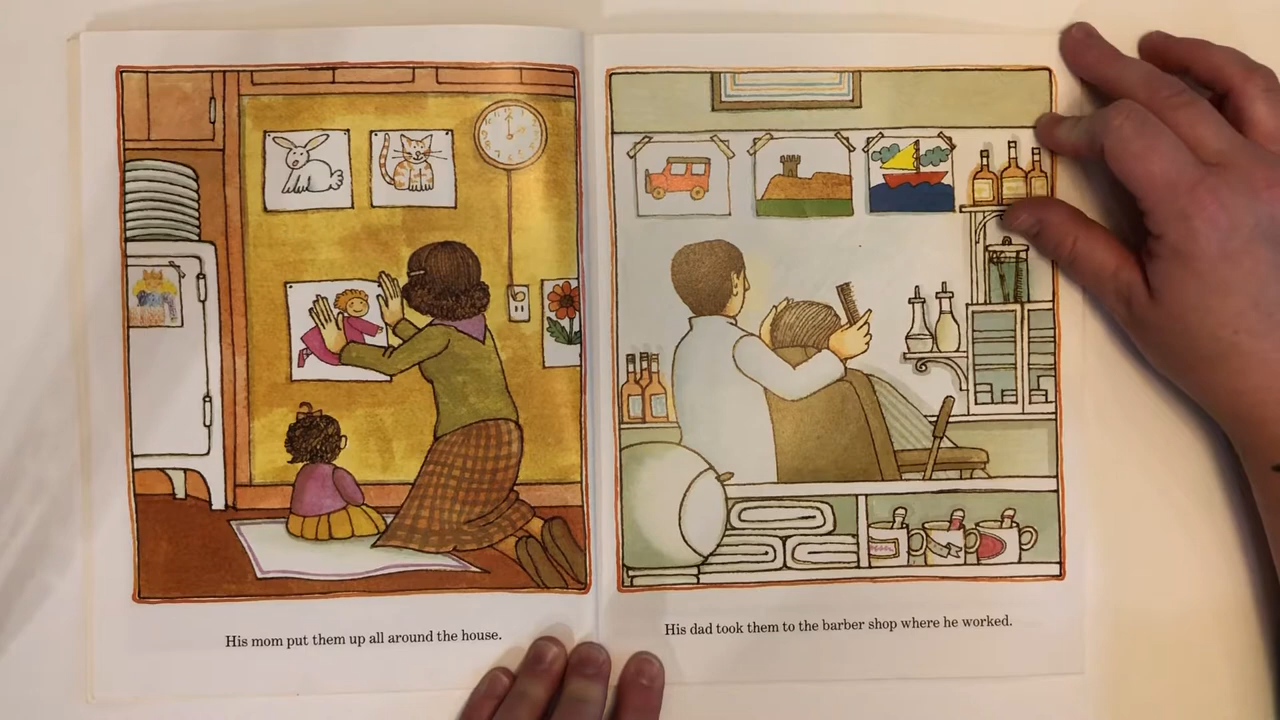 His mom put them up all around the house.
His dad took them to the barber shop where he worked.